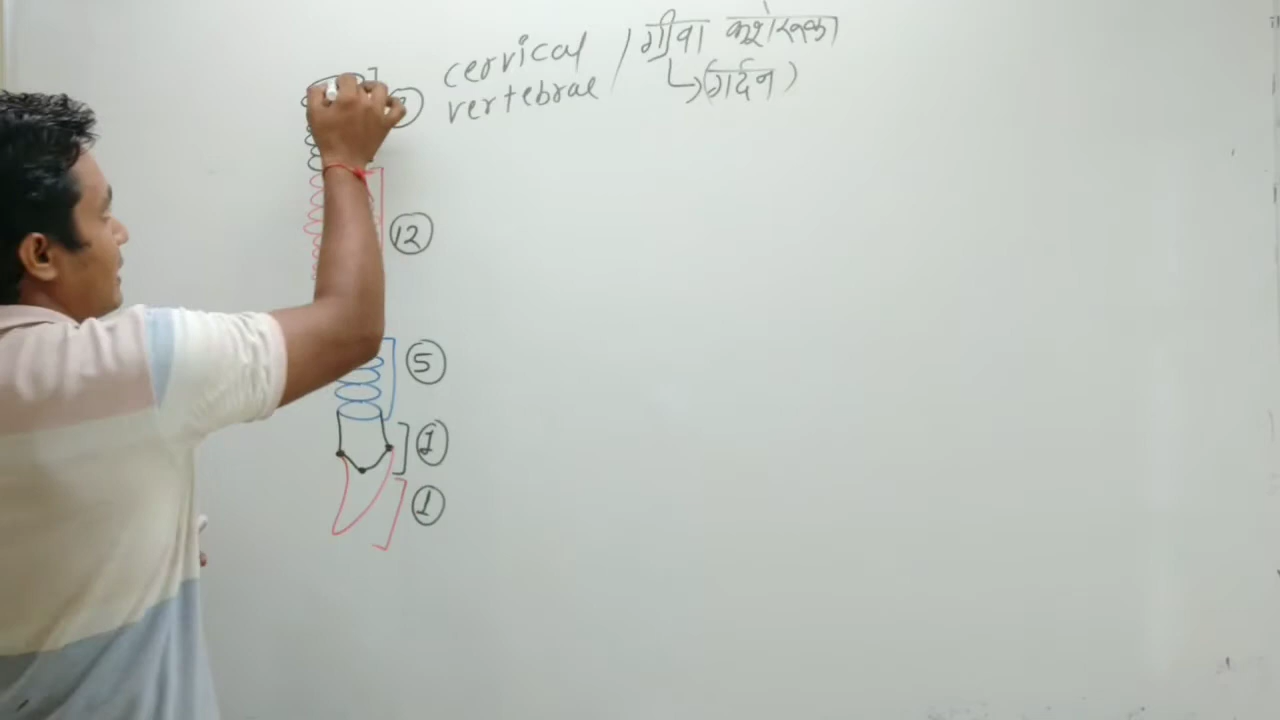 cervical / ग्रीवा कशेरूका
vertebrae ↳(गर्दन)
12
5
1
1